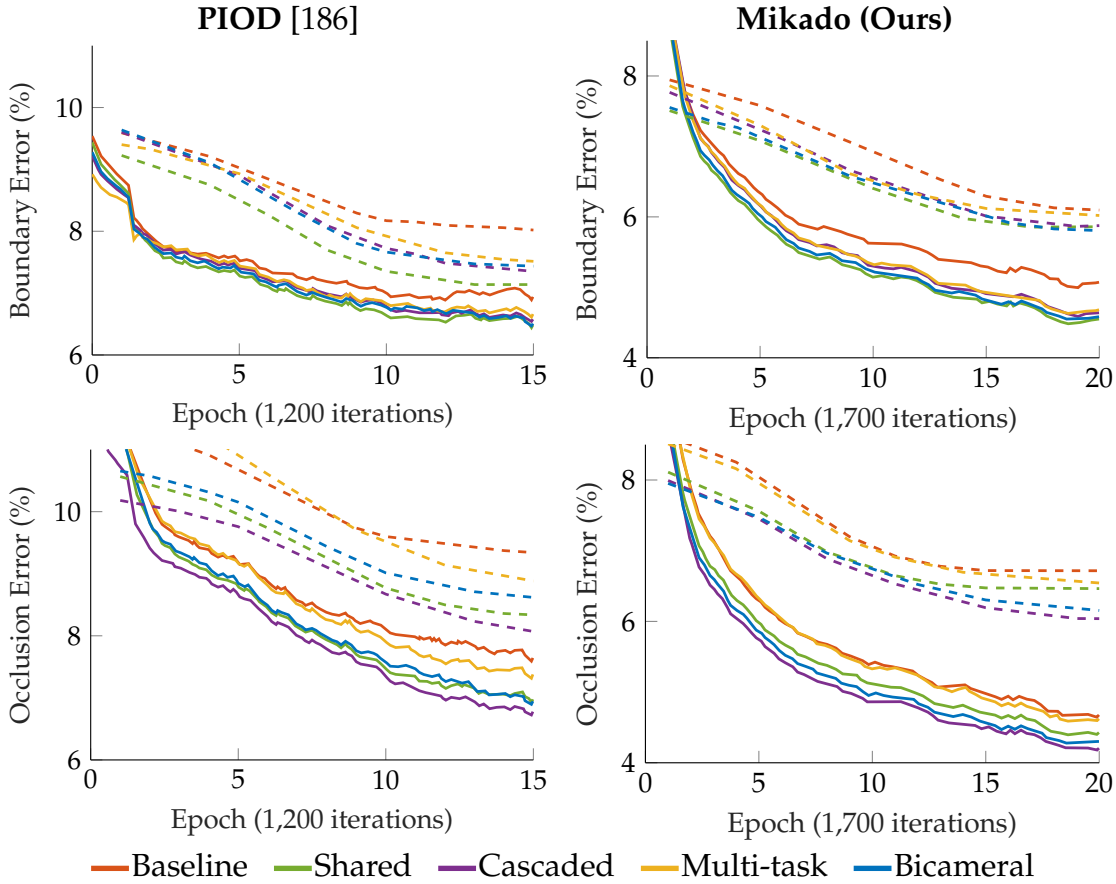 PIOD [186]
Mikado (Ours)
Boundary Error (%)
10
8
6
0
5
10
15
Epoch (1,200 iterations)
Boundary Error (%)
8
6
4
0
5
10
15
20
Epoch (1,700 iterations)
Occlusion Error (%)
10
8
6
0
5
10
15
Epoch (1,200 iterations)
Occlusion Error (%)
8
6
4
0
5
10
15
20
Epoch (1,700 iterations)
Baseline Shared Cascaded Multi-task Bicameral